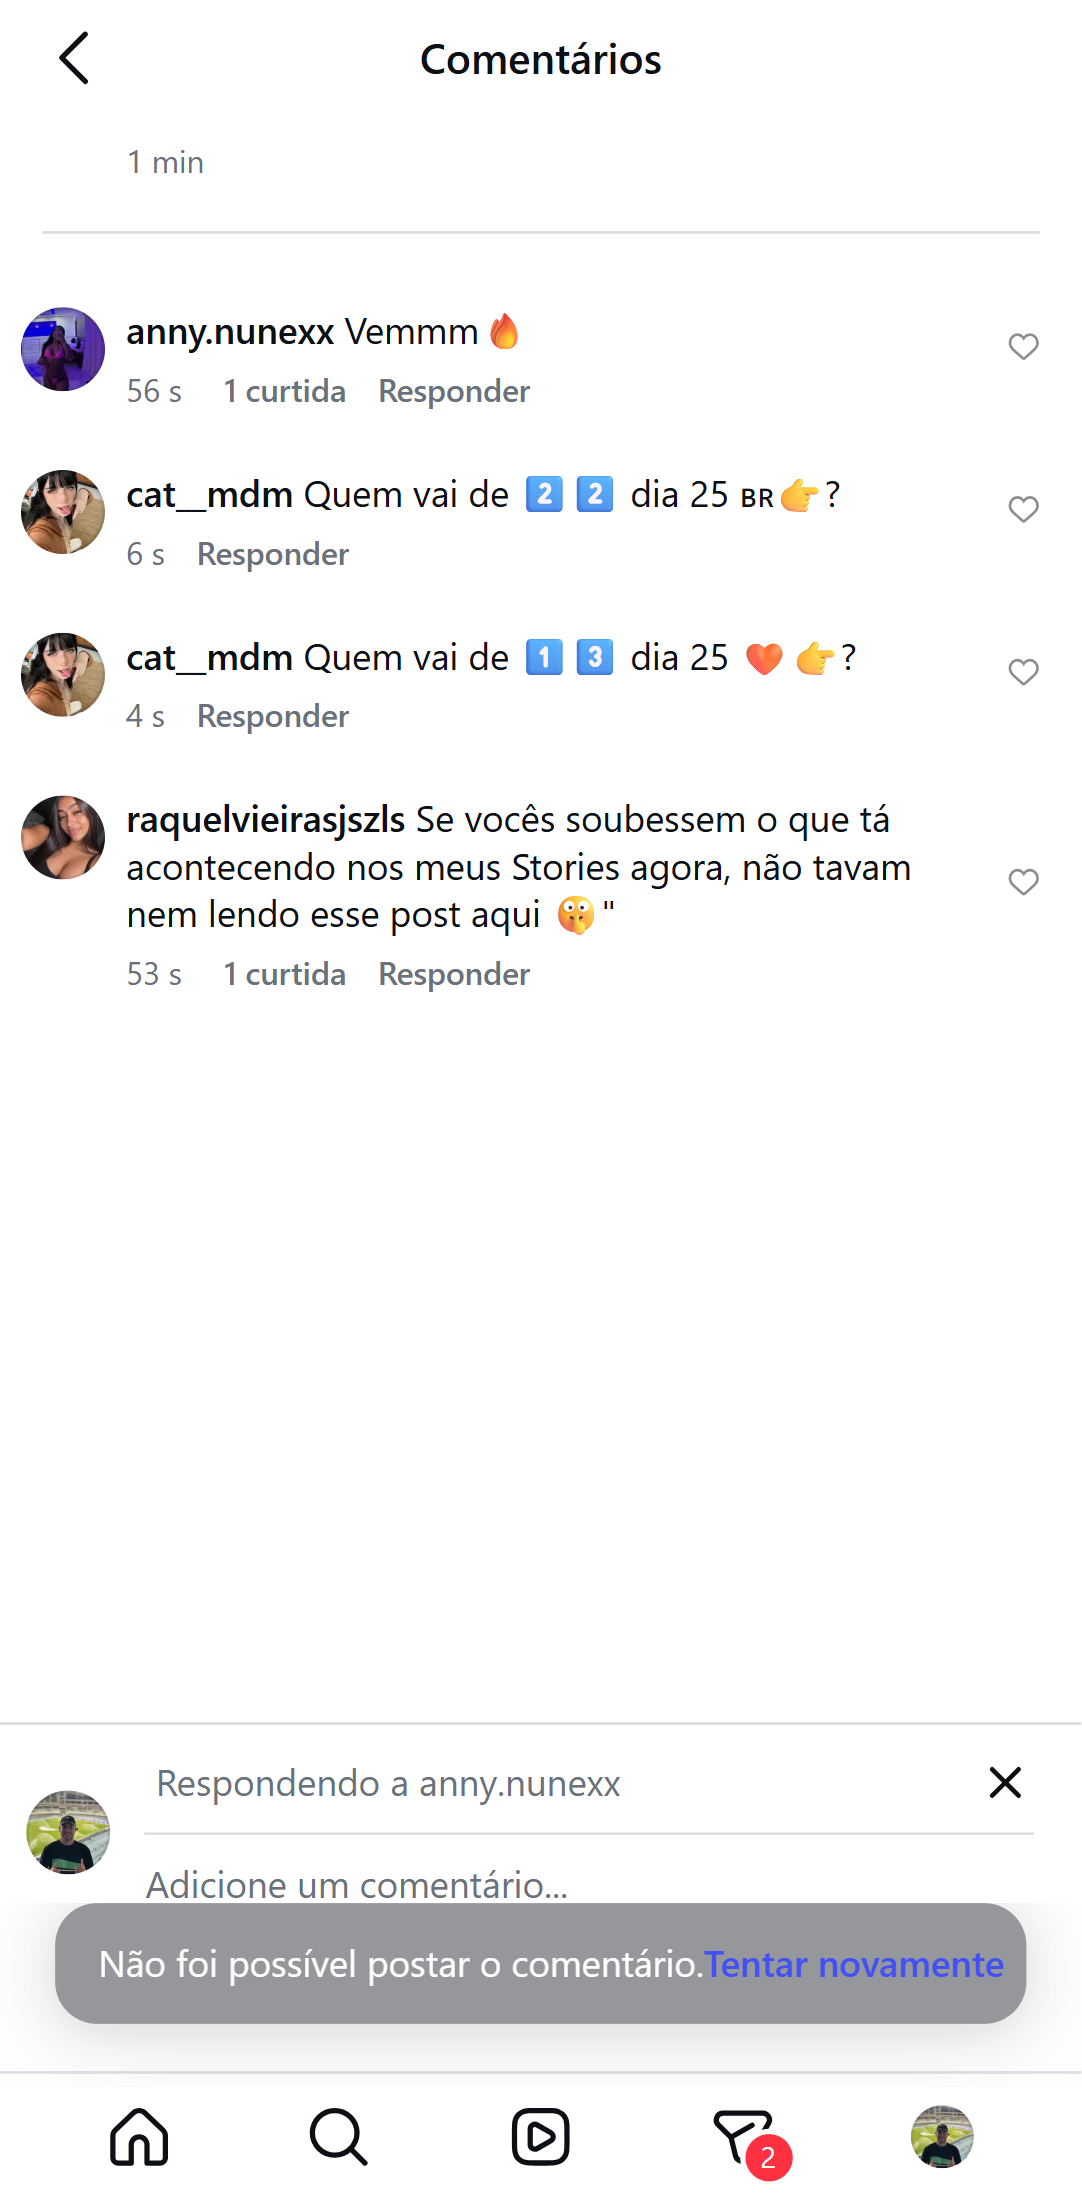 Comentários
1 min
anny.nunexx Vemmm🔥
56 s 1 curtida Responder
cat__mdm Quem vai de 2️⃣ 2️⃣ dia 25 ʙʀ👉?
6 s Responder
cat__mdm Quem vai de 1️⃣ 3️⃣ dia 25 ❤️ 👉?
4 s Responder
raquelvieirasjszls Se vocês soubessem o que tá
acontecendo nos meus Stories agora, não tavam
nem lendo esse post aqui 🤫"
53 s 1 curtida Responder
Respondendo a anny.nunexx
Adicione um comentário...
Não foi possível postar o comentário.Tentar novamente
2